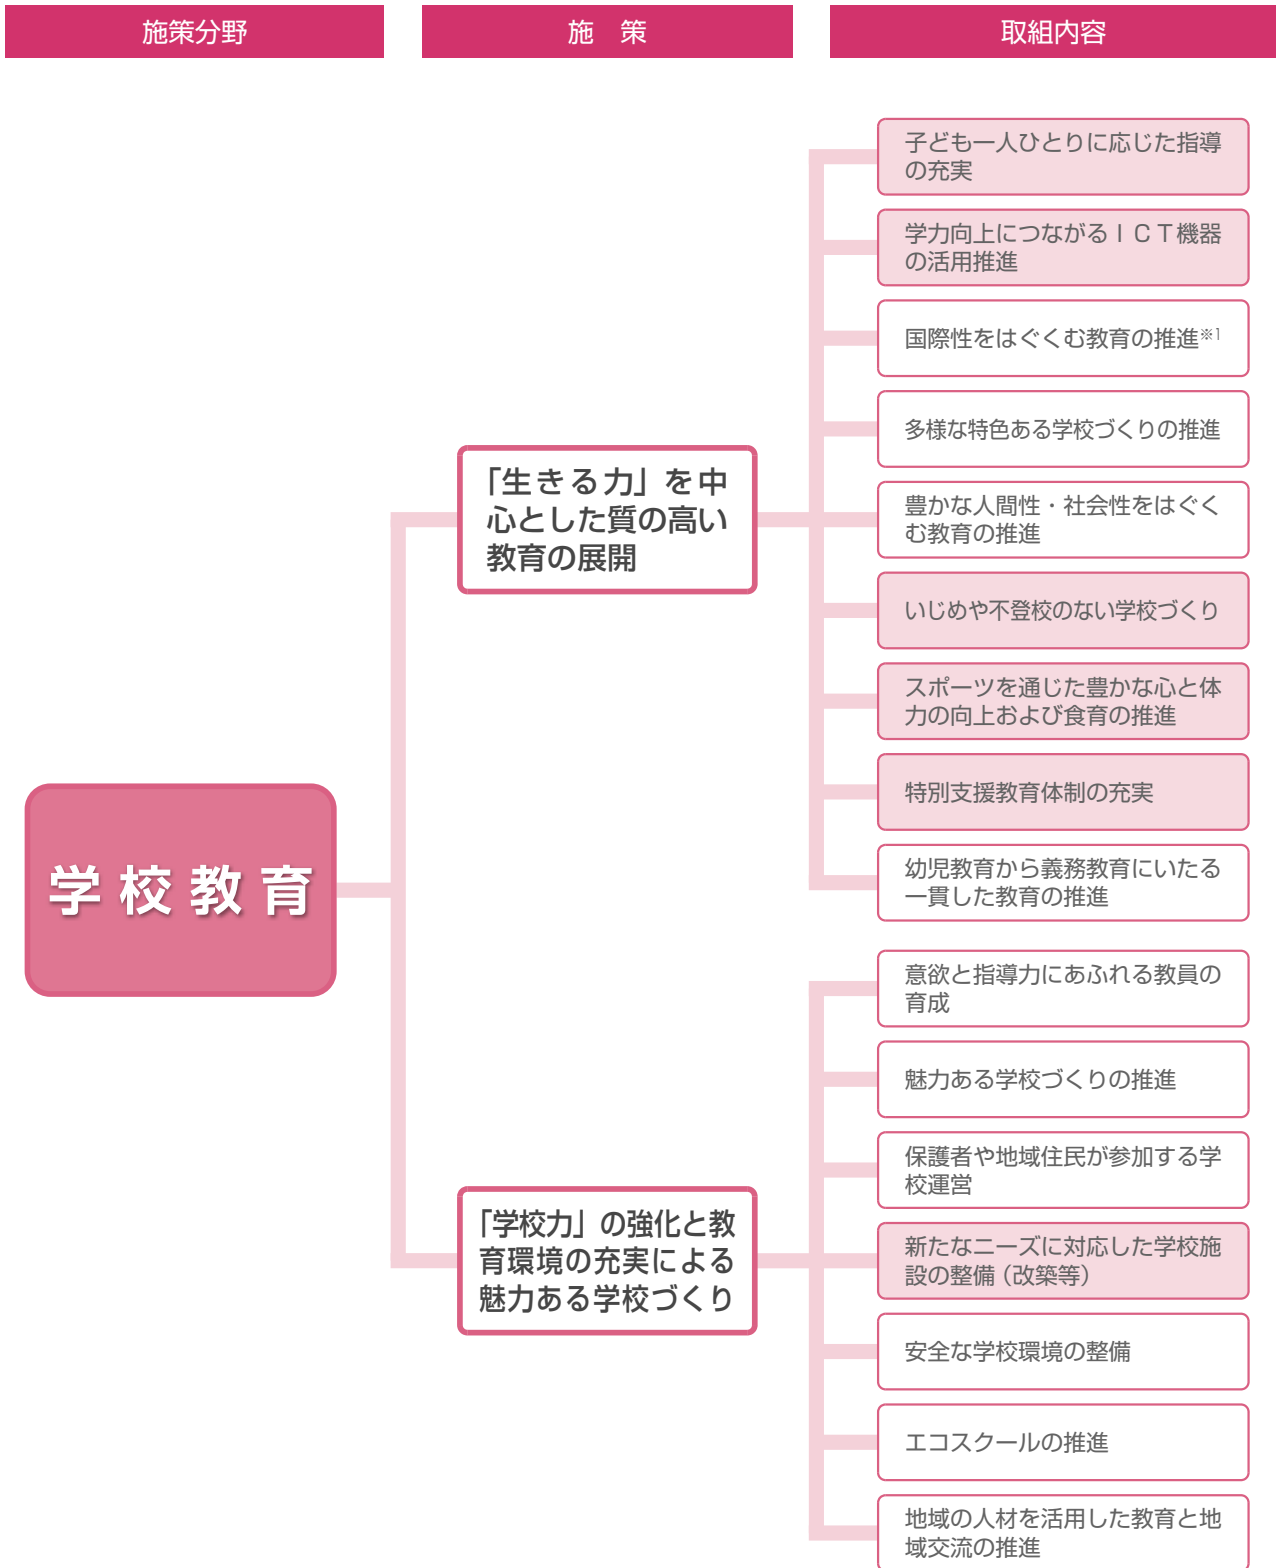 施策分野
施　策
取組内容
学校教育
「生きる力」を中
心とした質の高い
教育の展開
子ども一人ひとりに応じた指導
の充実
学力向上につながるＩＣＴ機器
の活用推進
国際性をはぐくむ教育の推進※1
多様な特色ある学校づくりの推進
豊かな人間性・社会性をはぐく
む教育の推進
いじめや不登校のない学校づくり
スポーツを通じた豊かな心と体
力の向上および食育の推進
特別支援教育体制の充実
幼児教育から義務教育にいたる
一貫した教育の推進
「学校力」の強化と教
育環境の充実による
魅力ある学校づくり
意欲と指導力にあふれる教員の
育成
魅力ある学校づくりの推進
保護者や地域住民が参加する学
校運営
新たなニーズに対応した学校施
設の整備（改築等）
安全な学校環境の整備
エコスクールの推進
地域の人材を活用した教育と地
域交流の推進